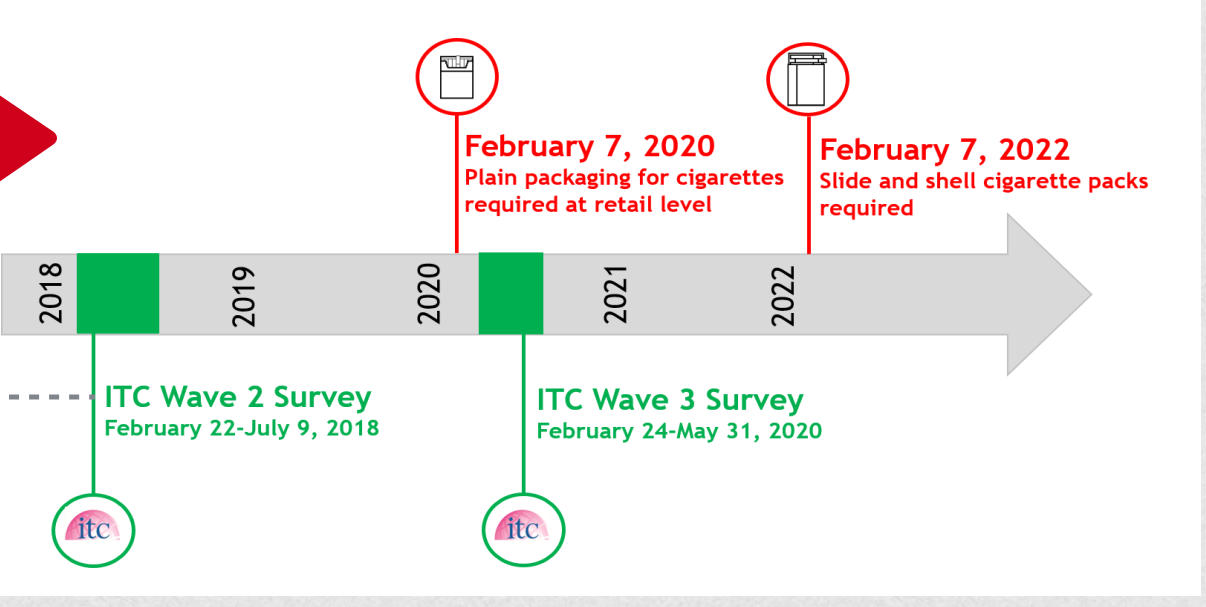 February 7, 2020
Plain packaging for cigarettes
required at retail level
February 7, 2022
Slide and shell cigarette packs
required
2018
2019
2020
2021
2022
ITC Wave 2 Survey
February 22-July 9, 2018
ITC Wave 3 Survey
February 24-May 31, 2020
itc
itc